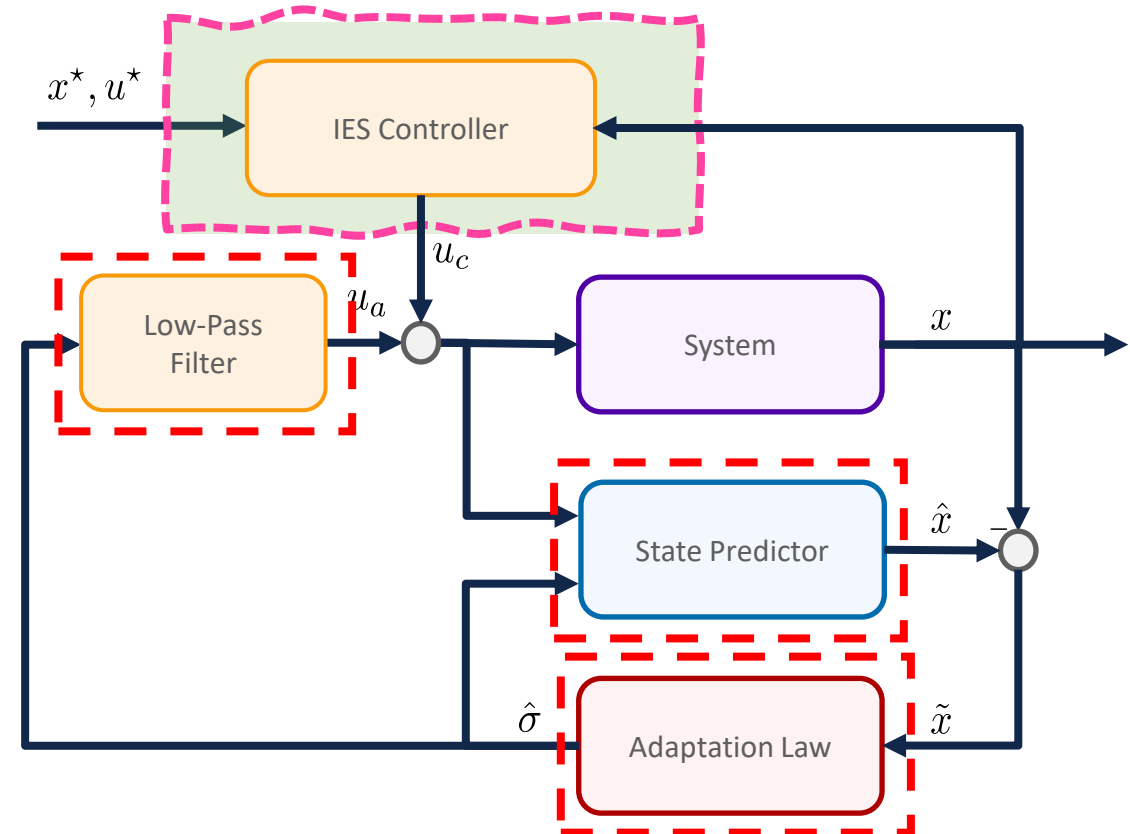 x*, u*
IES Controller
u_c
u_a
Low-Pass
Filter
System
x
State Predictor
x̂
−
Adaptation Law
σ̂
x̃